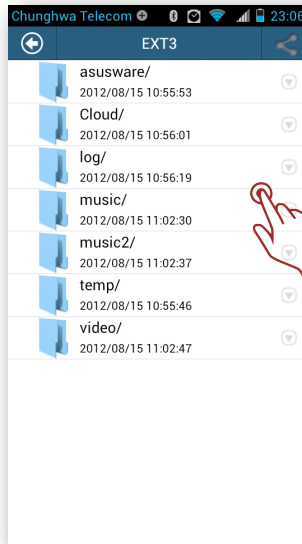 Chunghwa Telecom 23:06
EXT3
asusware/
2012/08/15 10:55:53
Cloud/
2012/08/15 10:56:01
log/
2012/08/15 10:56:19
music/
2012/08/15 11:02:30
music2/
2012/08/15 11:02:37
temp/
2012/08/15 10:55:46
video/
2012/08/15 11:02:47